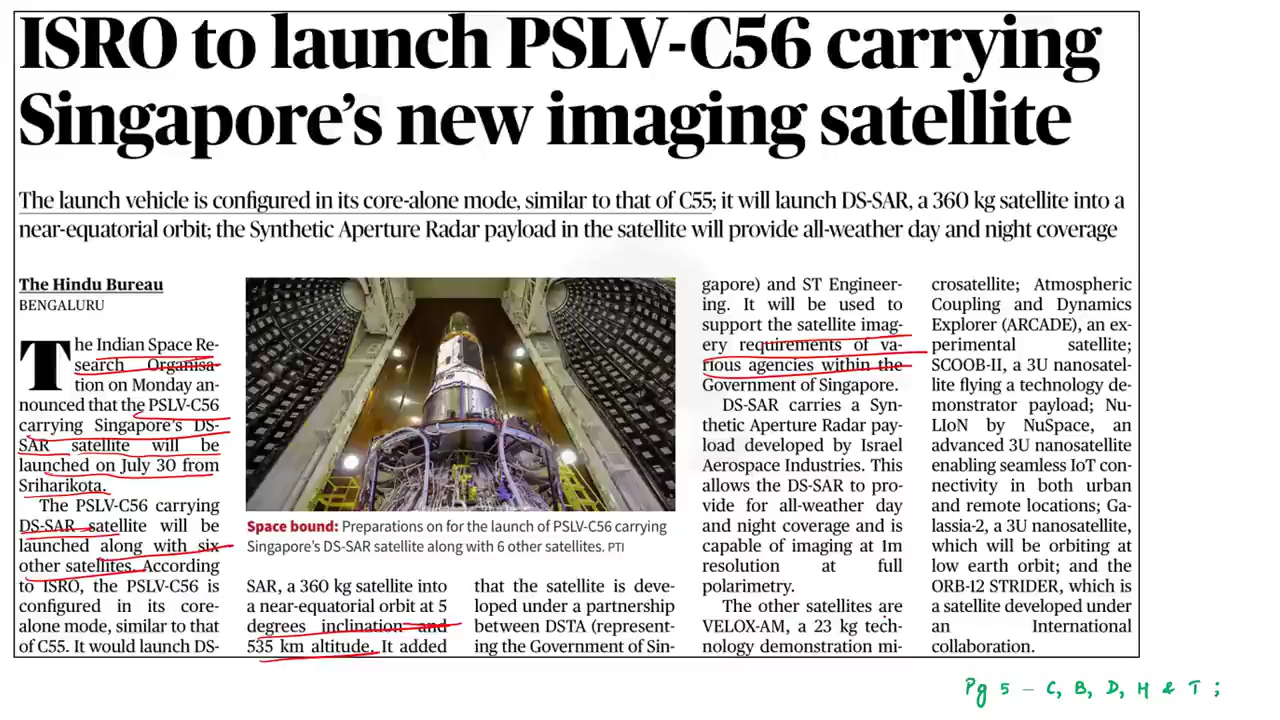 ISRO to launch PSLV-C56 carrying
Singapore’s new imaging satellite
The launch vehicle is configured in its core-alone mode, similar to that of C55; it will launch DS-SAR, a 360 kg satellite into a
near-equatorial orbit; the Synthetic Aperture Radar payload in the satellite will provide all-weather day and night coverage
The Hindu Bureau
BENGALURU
The Indian Space Re-
search Organisa-
tion on Monday an-
nounced that the PSLV-C56
carrying Singapore’s DS-
SAR satellite will be
launched on July 30 from
Sriharikota.
The PSLV-C56 carrying
DS-SAR satellite will be
launched along with six
other satellites. According
to ISRO, the PSLV-C56 is
configured in its core-
alone mode, similar to that
of C55. It would launch DS-
Space bound: Preparations on for the launch of PSLV-C56 carrying
Singapore’s DS-SAR satellite along with 6 other satellites. PTI
SAR, a 360 kg satellite into
a near-equatorial orbit at 5
degrees inclination and
535 km altitude. It added
that the satellite is deve-
loped under a partnership
between DSTA (represent-
ing the Government of Sin-
gapore) and ST Engineer-
ing. It will be used to
support the satellite imag-
ery requirements of va-
rious agencies within the
Government of Singapore.
DS-SAR carries a Syn-
thetic Aperture Radar pay-
load developed by Israel
Aerospace Industries. This
allows the DS-SAR to pro-
vide for all-weather day
and night coverage and is
capable of imaging at 1m
resolution at full
polarimetry.
The other satellites are
VELOX-AM, a 23 kg tech-
nology demonstration mi-
crosatellite; Atmospheric
Coupling and Dynamics
Explorer (ARCADE), an ex-
perimental satellite;
SCOOB-II, a 3U nanosatel-
lite flying a technology de-
monstrator payload; Nu-
LIoN by NuSpace, an
advanced 3U nanosatellite
enabling seamless IoT con-
nectivity in both urban
and remote locations; Ga-
lassia-2, a 3U nanosatellite,
which will be orbiting at
low earth orbit; and the
ORB-12 STRIDER, which is
a satellite developed under
an International
collaboration.
Pg 5 - C, B, D, H & T ;